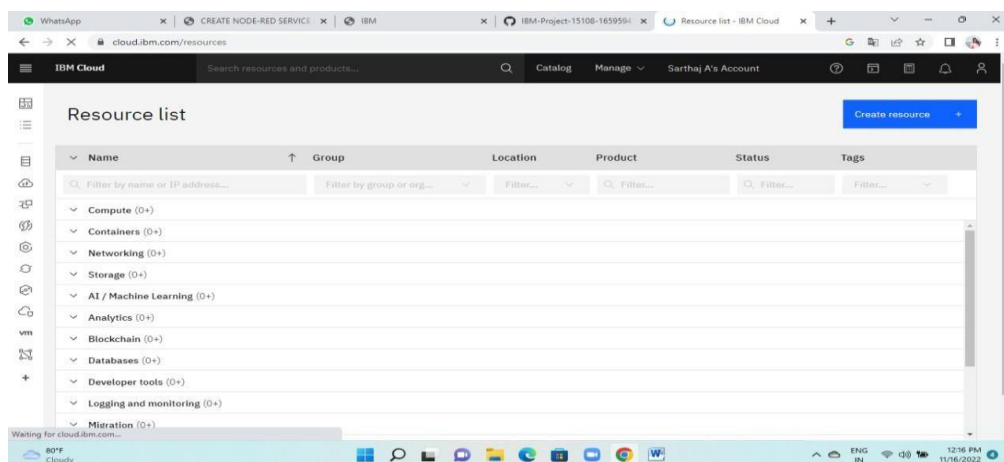 WhatsApp CREATE NODE-RED SERVICE IBM IBM-Project-15108-1659594 Resource list - IBM Cloud
cloud.ibm.com/resources
IBM Cloud Search resources and products... Catalog Manage Sarthaj A's Account
Resource list Create resource +
Name Group Location Product Status Tags
Filter by name or IP address... Filter by group or org... Filter... Filter... Filter... Filter...
Compute (0+)
Containers (0+)
Networking (0+)
Storage (0+)
AI / Machine Learning (0+)
Analytics (0+)
vm Blockchain (0+)
Databases (0+)
Developer tools (0+)
Logging and monitoring (0+)
Migration (0+)
Waiting for cloud.ibm.com...
80°F ENG 12:16 PM
Cloudy IN 11/16/2022